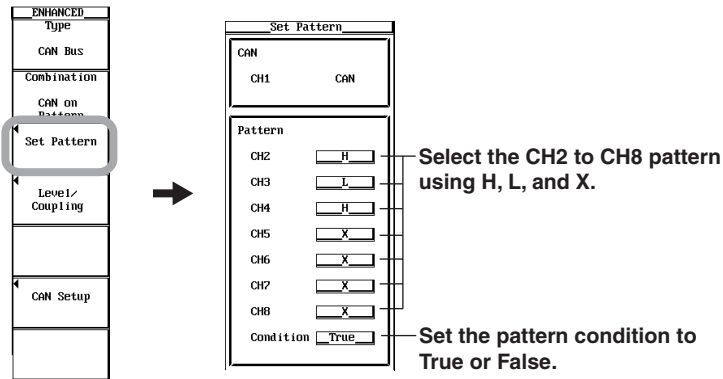 ENHANCED
Type
CAN Bus
Combination
CAN on
Pattern
Set Pattern
Level/
Coupling
CAN Setup
Set Pattern
CAN
CH1 CAN
Pattern
CH2 H
CH3 L
CH4 H
CH5 X
CH6 X
CH7 X
CH8 X
Condition True
Select the CH2 to CH8 pattern
using H, L, and X.
Set the pattern condition to
True or False.